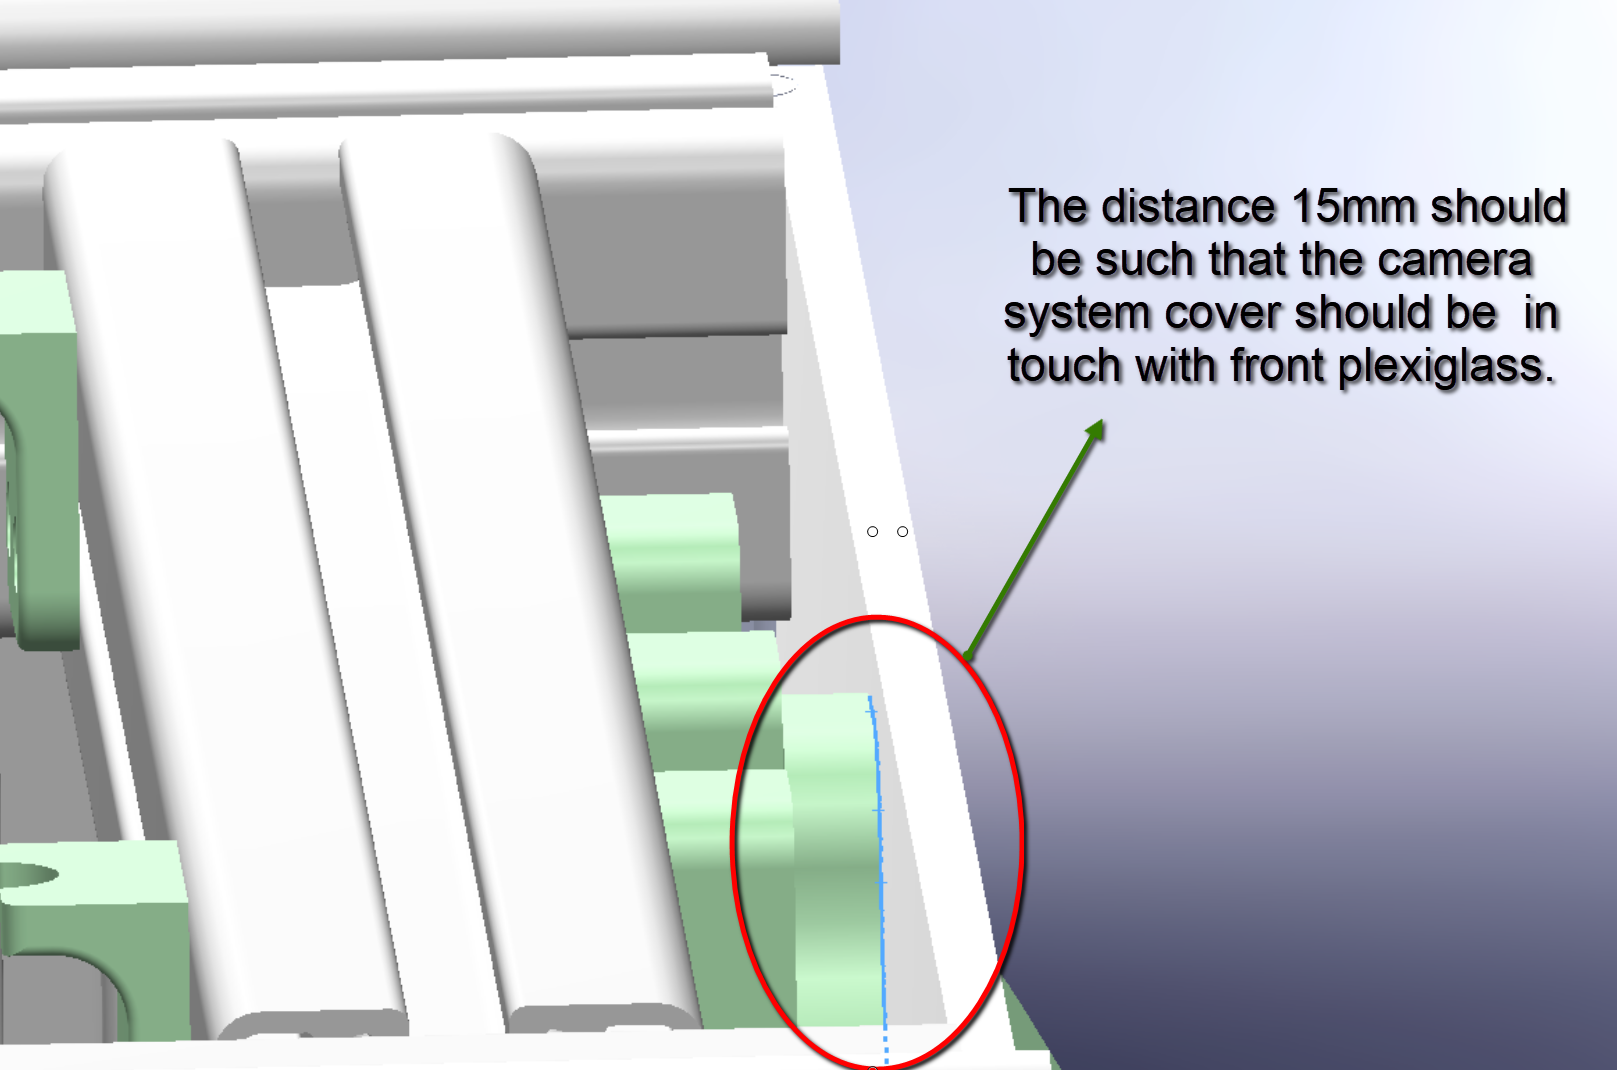 The distance 15mm should
be such that the camera
system cover should be  in
touch with front plexiglass.